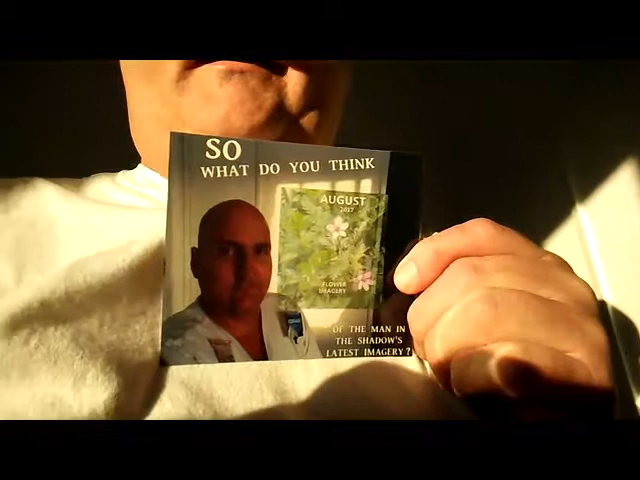 SO
WHAT DO YOU THINK
AUGUST
2017
FLOWER
IMAGERY
OF THE MAN IN
THE SHADOW'S
LATEST IMAGERY?